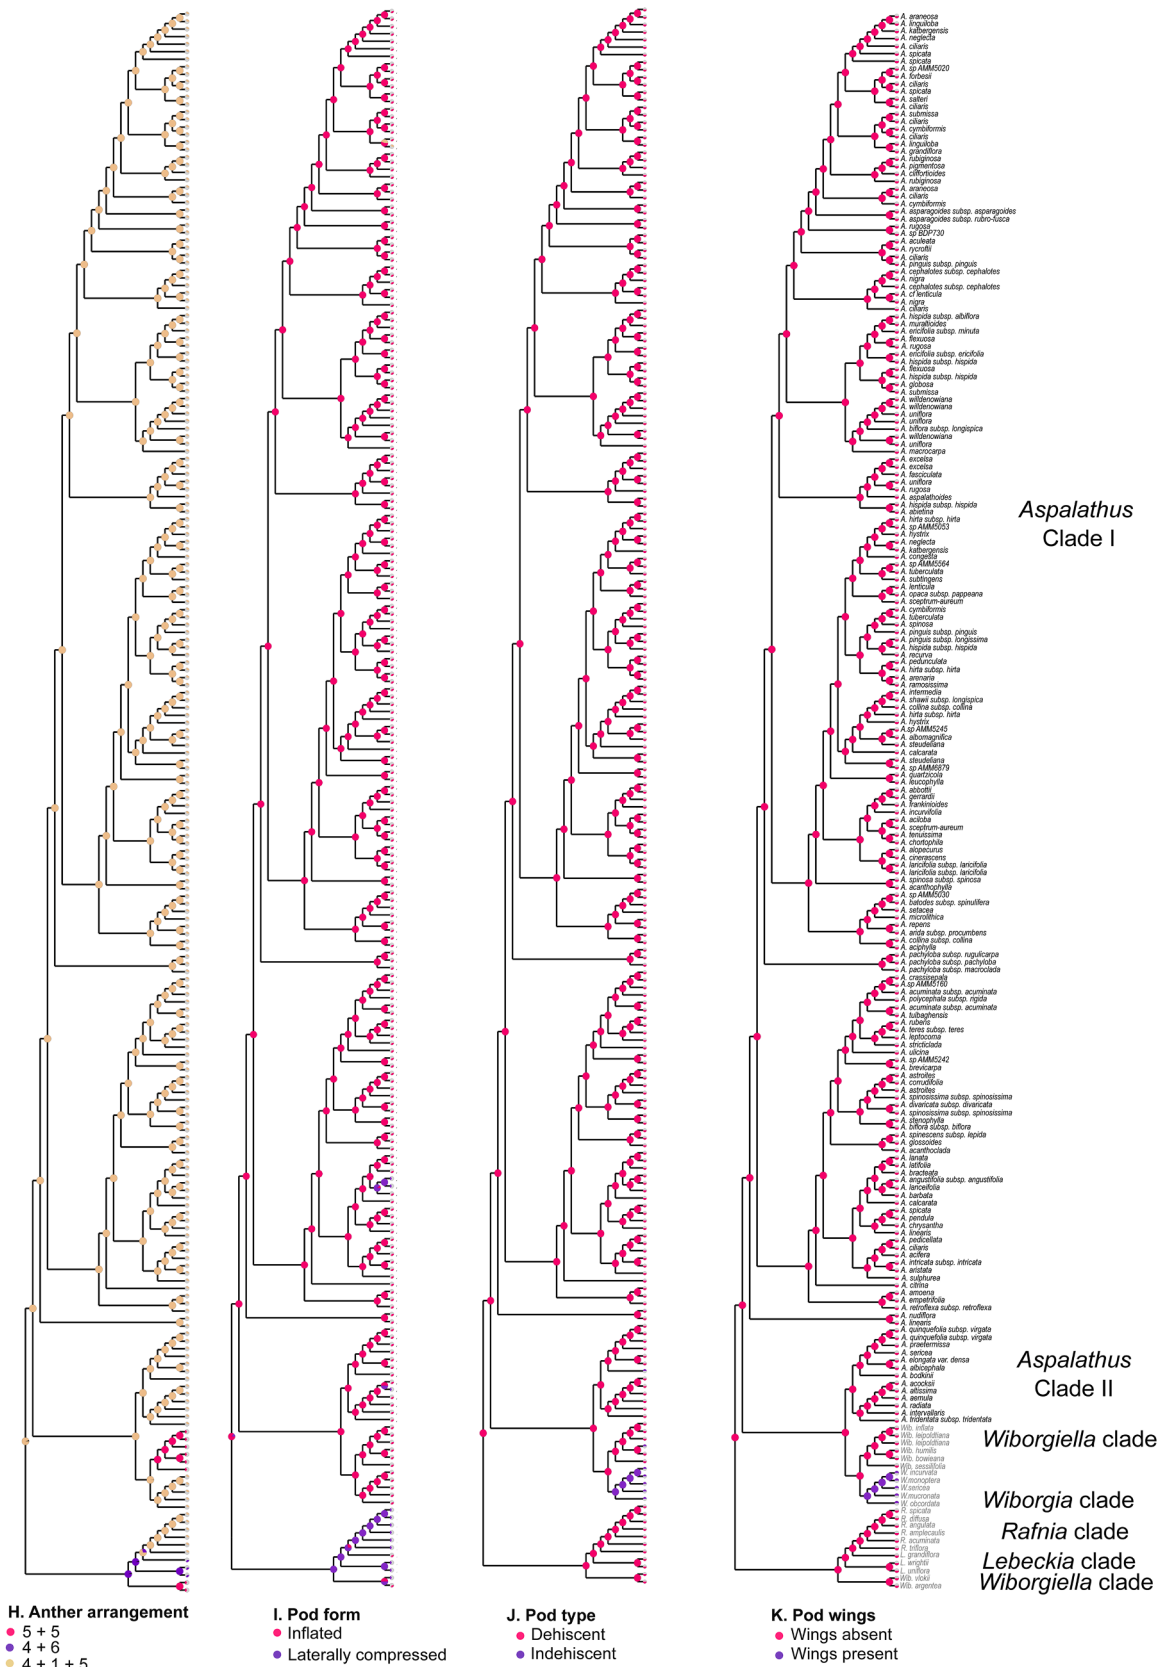 A. araneosa
A. linguiloba
A. katbergensis
A. neglecta
A. ciliaris
A. spicata
A. spicata
A. sp AMM5020
A. forbesii
A. ciliaris
A. spicata
A. salteri
A. ciliaris
A. submissa
A. ciliaris
A. cymbiformis
A. ciliaris
A. linguiloba
A. grandiflora
A. rubiginosa
A. pigmentosa
A. cliffortioides
A. rubiginosa
A. araneosa
A. ciliaris
A. cymbiformis
A. asparagoides subsp. asparagoides
A. asparagoides subsp. rubro-fusca
A. rugosa
A. sp BDP730
A. aculeata
A. rycroftii
A. ciliaris
A. pinguis subsp. pinguis
A. cephalotes subsp. cephalotes
A. nigra
A. cephalotes subsp. cephalotes
A. cf lenticula
A. nigra
A. ciliaris
A. hispida subsp. albiflora
A. muraltioides
A. ericifolia subsp. minuta
A. flexuosa
A. rugosa
A. ericifolia subsp. ericifolia
A. hispida subsp. hispida
A. flexuosa
A. hispida subsp. hispida
A. globosa
A. submissa
A. willdenowiana
A. willdenowiana
A. uniflora
A. uniflora
A. biflora subsp. longispica
A. willdenowiana
A. uniflora
A. macrocarpa
A. excelsa
A. excelsa
A. fasciculata
A. uniflora
A. rugosa
A. aspalathoides
A. hispida subsp. hispida
A. abietina
Aspalathus
Clade I
A. hirta subsp. hirta
A. sp AMM5053
A. hystrix
A. neglecta
A. katbergensis
A. congesta
A. sp AMM5564
A. tuberculata
A. subtingens
A. lenticula
A. opaca subsp. pappeana
A. sceptrum-aureum
A. cymbiformis
A. tuberculata
A. spinosa
A. pinguis subsp. pinguis
A. pinguis subsp. longissima
A. hispida subsp. hispida
A. recurva
A. pedunculata
A. hirta subsp. hirta
A. arenaria
A. ramosissima
A. intermedia
A. shawii subsp. longispica
A. collina subsp. collina
A. hirta subsp. hirta
A. hystrix
A.sp AMM5245
A. albomagnifica
A. steudeliana
A. calcarata
A. steudeliana
A. sp AMM6879
A. quartzicola
A. leucophylla
A. abbottii
A. gerrardii
A. frankinioides
A. incurvifolia
A. aciloba
A. sceptrum-aureum
A. tenuissima
A. chortophila
A. alopecurus
A. cinerascens
A. laricifolia subsp. laricifolia
A. laricifolia subsp. laricifolia
A. spinosa subsp. spinosa
A. acanthophylla
A. sp AMM5030
A. batodes subsp. spinulifera
A. setacea
A. microlithica
A. repens
A. arida subsp. procumbens
A. collina subsp. collina
A. aciphylla
A. pachyloba subsp. rugulicarpa
A. pachyloba subsp. pachyloba
A. pachyloba subsp. macroclada
A. crassisepala
A.sp AMM5160
A. acuminata subsp. acuminata
A. polycephala subsp. rigida
A. acuminata subsp. acuminata
A. tulbaghensis
A. rubens
A. teres subsp. teres
A. leptocoma
A. stricticlada
A. ulicina
A. sp AMM5242
A. brevicarpa
A. astroites
A. corrudifolia
A. astroites
A. spinosissima subsp. spinosissima
A. divaricata subsp. divaricata
A. spinosissima subsp. spinosissima
A. stenophylla
A. biflora subsp. biflora
A. spinescens subsp. lepida
A. glossoides
A. acanthoclada
A. lanata
A. latifolia
A. bracteata
A. angustifolia subsp. angustifolia
A. lanceifolia
A. barbata
A. calcarata
A. spicata
A. pendula
A. chrysantha
A. linearis
A. pedicellata
A. ciliaris
A. acifera
A. intricata subsp. intricata
A. aristata
A. sulphurea
A. citrina
A. amoena
A. empetrifolia
A. retroflexa subsp. retroflexa
A. nudiflora
A. linearis
A. quinquefolia subsp. virgata
A. quinquefolia subsp. virgata
A. praetermissa
A. sericea
A. elongata var. densa
A. albicephala
A. bodkinii
A. acocksii
A. altissima
A. aemula
A. radiata
A. intervallaris
A. tridentata subsp. tridentata
Aspalathus
Clade II
Wib. inflata
Wib. leipoldtiana
Wib. leipoldtiana
Wib. humilis
Wib. bowieana
Wib. sessilifolia
Wiborgiella clade
W. incurvata
W.monoptera
W.sericea
W.mucronata
W. obcordata
Wiborgia clade
R. spicata
R. diffusa
R. angulata
R. amplecaulis
R. acuminata
R. triflora
Rafnia clade
L. grandiflora
L. wrightii
L. uniflora
Lebeckia clade
Wib. vlokii
Wib. argentea
Wiborgiella clade
H. Anther arrangement
5 + 5
4 + 6
4 + 1 + 5
I. Pod form
Inflated
Laterally compressed
J. Pod type
Dehiscent
Indehiscent
K. Pod wings
Wings absent
Wings present